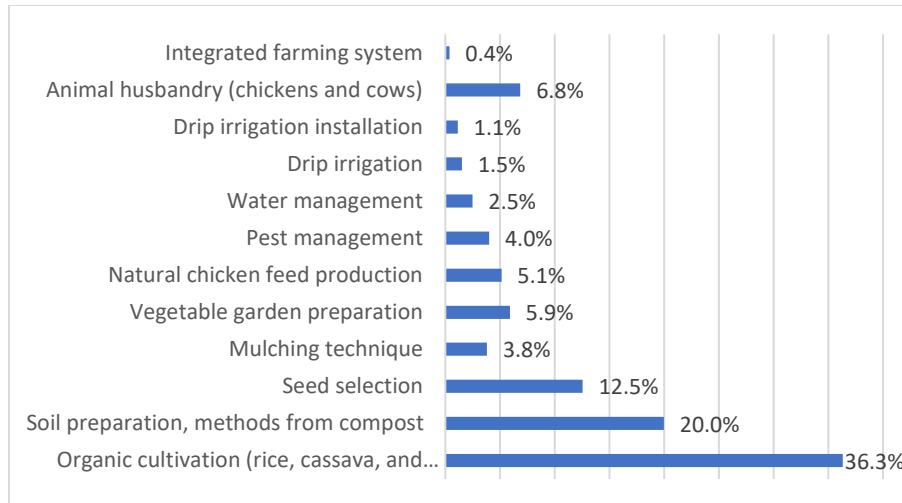 Integrated farming system 0.4%
Animal husbandry (chickens and cows) 6.8%
Drip irrigation installation 1.1%
Drip irrigation 1.5%
Water management 2.5%
Pest management 4.0%
Natural chicken feed production 5.1%
Vegetable garden preparation 5.9%
Mulching technique 3.8%
Seed selection 12.5%
Soil preparation, methods from compost 20.0%
Organic cultivation (rice, cassava, and… 36.3%